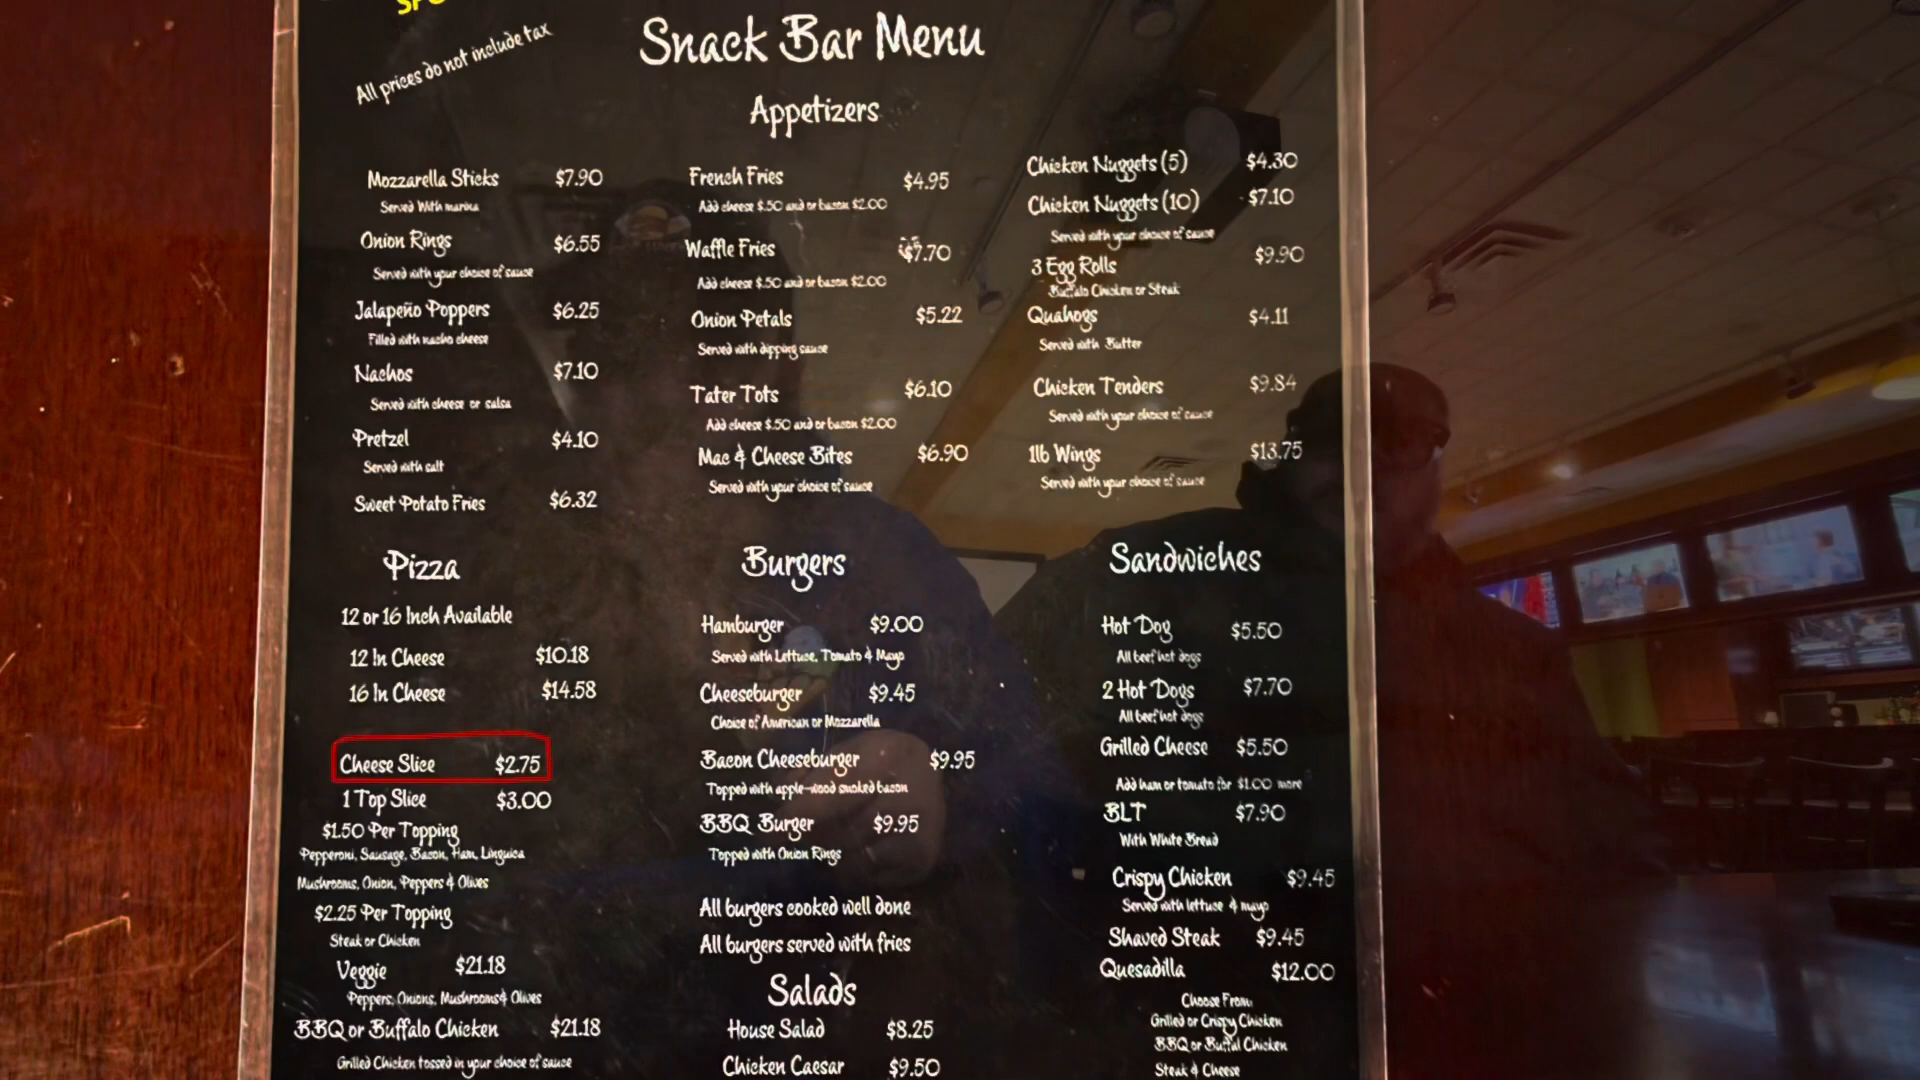 All prices do not include tax
Snack Bar Menu
Appetizers
Mozzarella Sticks $7.90
Served With marina
Onion Rings $6.55
Served with your choice of sauce
Jalapeño Poppers $6.25
Filled with nacho cheese
Nachos $7.10
Served with cheese or salsa
Pretzel $4.10
Served with salt
Sweet Potato Fries $6.32
French Fries $4.95
Add cheese $.50 and or bacon $2.00
Waffle Fries $7.70
Add cheese $.50 and or bacon $2.00
Onion Petals $5.22
Served with dipping sauce
Tater Tots $6.10
Add cheese $.50 and or bacon $2.00
Mac & Cheese Bites $6.90
Served with your choice of sauce
Chicken Nuggets (5) $4.30
Chicken Nuggets (10) $7.10
Served with your choice of sauce
3 Egg Rolls $9.90
Buffalo Chicken or Steak
Quahogs $4.11
Served with Butter
Chicken Tenders $9.84
Served with your choice of sauce
1lb Wings $13.75
Served with your choice of sauce
Pizza
12 or 16 Inch Available
12 In Cheese $10.18
16 In Cheese $14.58
Cheese Slice $2.75
1 Top Slice $3.00
$1.50 Per Topping
Pepperoni, Sausage, Bacon, Ham, Linguica
Mushrooms, Onion, Peppers & Olives
$2.25 Per Topping
Steak or Chicken
Veggie $21.18
Peppers, Onions, Mushrooms & Olives
BBQ or Buffalo Chicken $21.18
Grilled Chicken tossed in your choice of sauce
Burgers
Hamburger $9.00
Served with Lettuce, Tomato & Mayo
Cheeseburger $9.45
Choice of American or Mozzarella
Bacon Cheeseburger $9.95
Topped with apple-wood smoked bacon
BBQ Burger $9.95
Topped with Onion Rings
All burgers cooked well done
All burgers served with fries
Salads
House Salad $8.25
Chicken Caesar $9.50
Sandwiches
Hot Dog $5.50
All beef hot dogs
2 Hot Dogs $7.70
All beef hot dogs
Grilled Cheese $5.50
Add ham or tomato for $1.00 more
BLT $7.90
With White Bread
Crispy Chicken $9.45
Served with lettuce & mayo
Shaved Steak $9.45
Quesadilla $12.00
Choose From:
Grilled or Crispy Chicken
BBQ or Buffal Chicken
Steak & Cheese